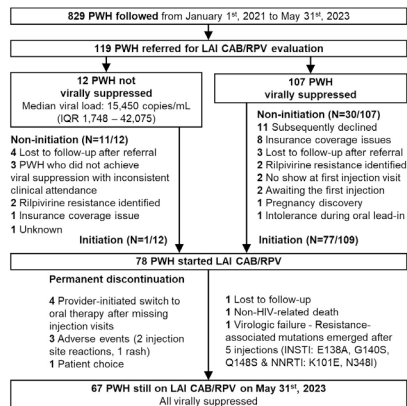 829 PWH followed from January 1st, 2021 to May 31st, 2023
119 PWH referred for LAI CAB/RPV evaluation
12 PWH not
virally suppressed
Median viral load: 15,450 copies/mL
(IQR 1,748 – 42,075)
107 PWH
virally suppressed
Non-initiation (N=11/12)
4 Lost to follow-up after referral
3 PWH who did not achieve
viral suppression with inconsistent
clinical attendance
2 Rilpivirine resistance identified
1 Insurance coverage issue
1 Unknown
Non-initiation (N=30/107)
11 Subsequently declined
8 Insurance coverage issues
3 Lost to follow-up after referral
2 Rilpivirine resistance identified
2 No show at first injection visit
2 Awaiting the first injection
1 Pregnancy discovery
1 Intolerance during oral lead-in
Initiation (N=1/12)
Initiation (N=77/109)
78 PWH started LAI CAB/RPV
Permanent discontinuation
4 Provider-initiated switch to
oral therapy after missing
injection visits
3 Adverse events (2 injection
site reactions, 1 rash)
1 Patient choice
1 Lost to follow-up
1 Non-HIV-related death
1 Virologic failure - Resistance-
associated mutations emerged after
5 injections (INSTI: E138A, G140S,
Q148S & NNRTI: K101E, N348I)
67 PWH still on LAI CAB/RPV on May 31st, 2023
All virally suppressed